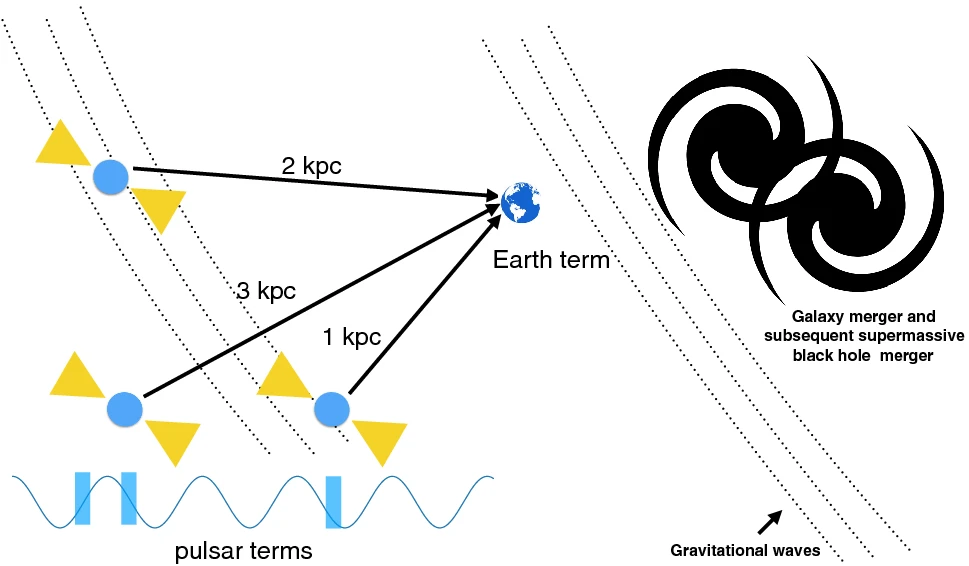 2 kpc
Earth term
3 kpc
1 kpc
Galaxy merger and
subsequent supermassive
black hole merger
pulsar terms
Gravitational waves